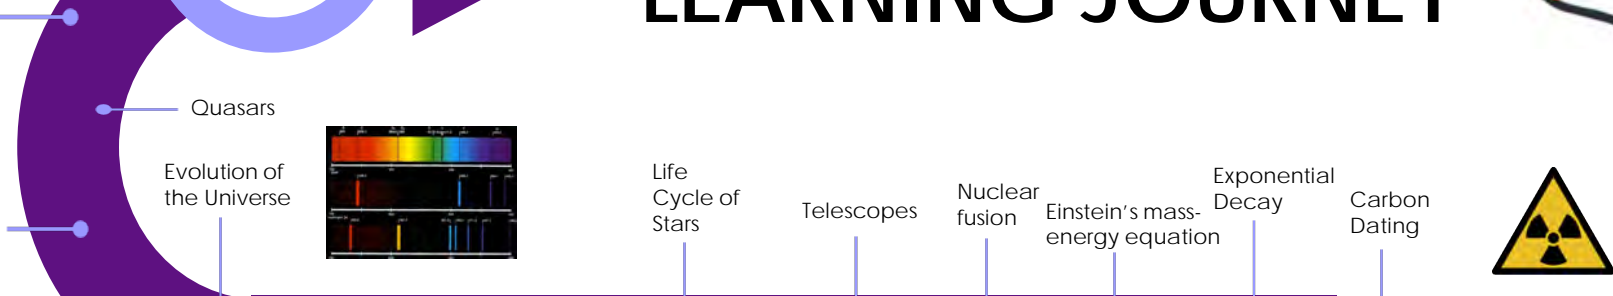 LEARNING JOURNEY
Quasars
Evolution of
the Universe
Life
Cycle of
Stars
Telescopes
Nuclear
fusion
Einstein's mass-
energy equation
Exponential
Decay
Carbon
Dating